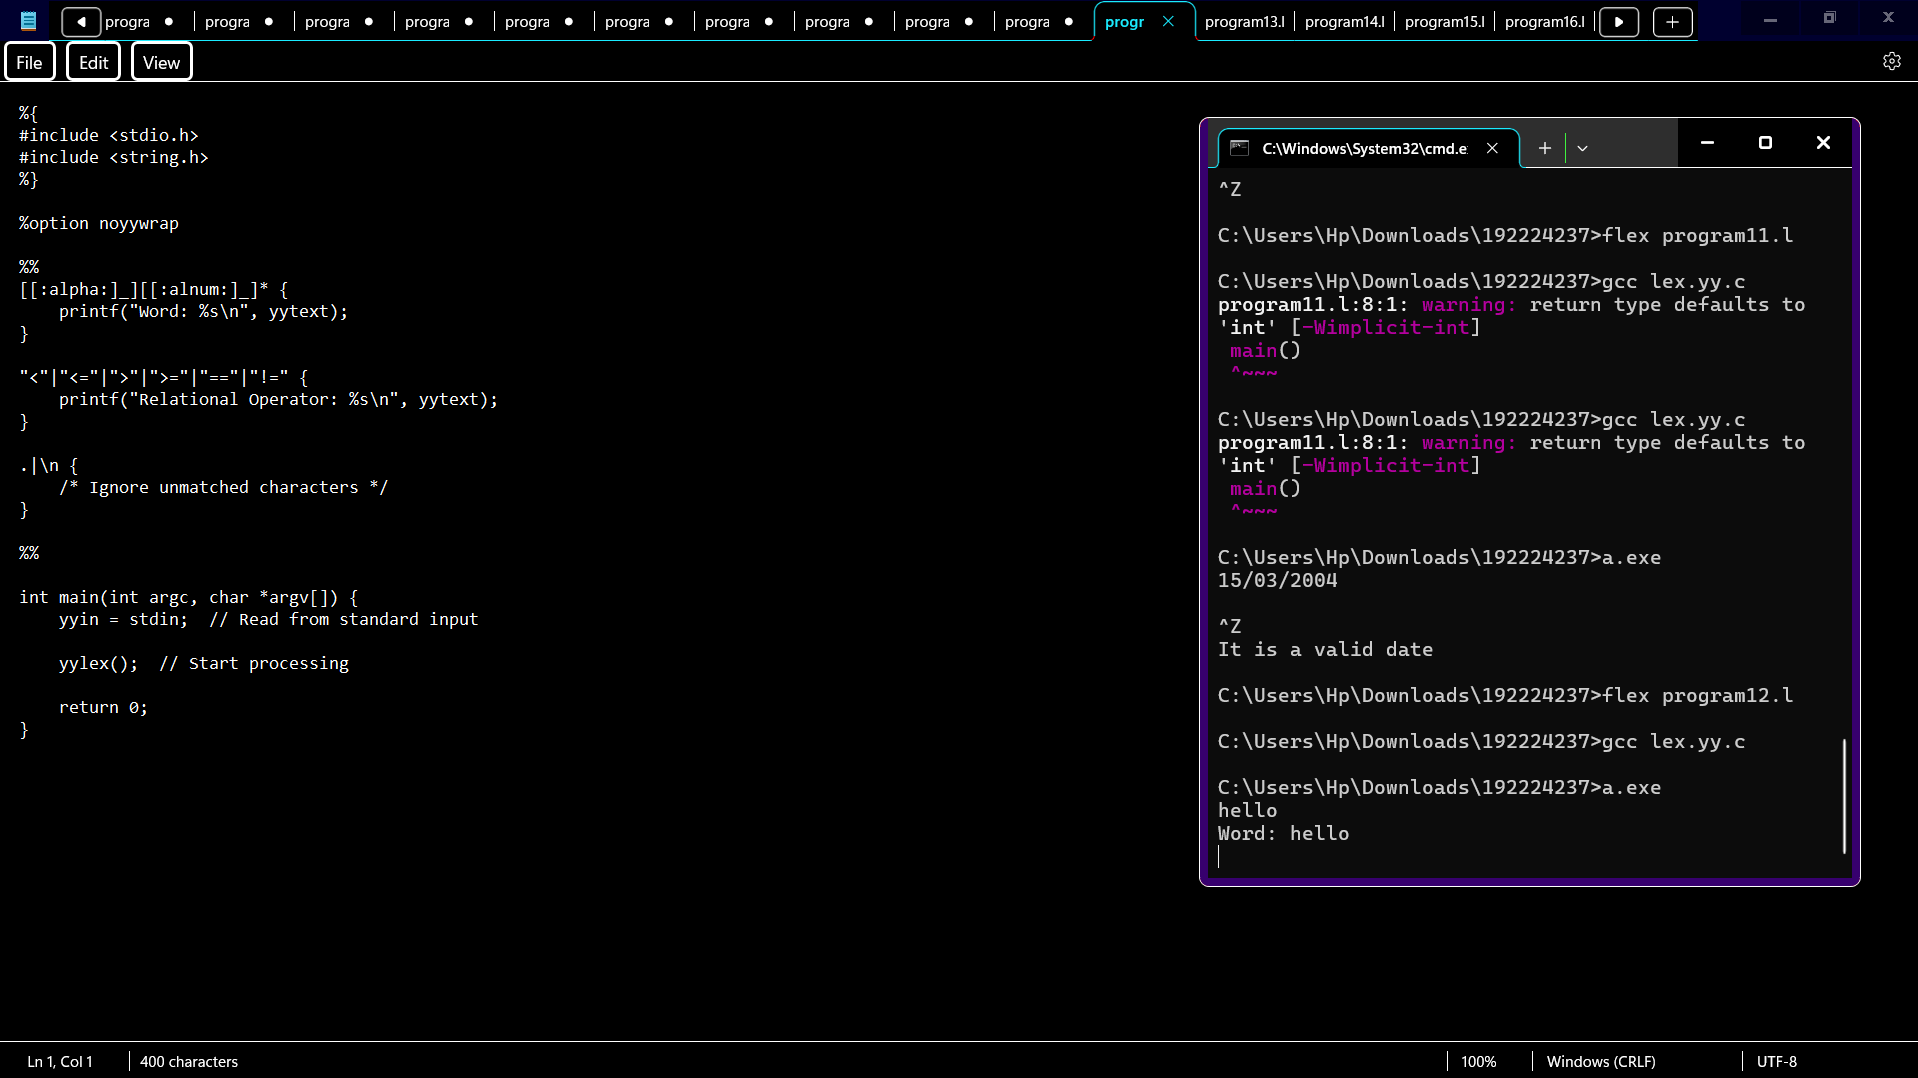 progra progra progra progra progra progra progra progra progra progra progr program13.l program14.l program15.l program16.l
File Edit View
%{
#include <stdio.h>
#include <string.h>
%}
%option noyywrap
%%
[[:alpha:]_][[:alnum:]_]* {
    printf("Word: %s\n", yytext);
}
"<"|"<="|">"|">="|"=="|"!=" {
    printf("Relational Operator: %s\n", yytext);
}
.|\n {
    /* Ignore unmatched characters */
}
%%
int main(int argc, char *argv[]) {
    yyin = stdin;  // Read from standard input
    yylex();  // Start processing
    return 0;
}
C:\Windows\System32\cmd.e
^Z
C:\Users\Hp\Downloads\192224237>flex program11.l
C:\Users\Hp\Downloads\192224237>gcc lex.yy.c
program11.l:8:1: warning: return type defaults to
'int' [-Wimplicit-int]
 main()
 ^~~~
C:\Users\Hp\Downloads\192224237>gcc lex.yy.c
program11.l:8:1: warning: return type defaults to
'int' [-Wimplicit-int]
 main()
 ^~~~
C:\Users\Hp\Downloads\192224237>a.exe
15/03/2004
^Z
It is a valid date
C:\Users\Hp\Downloads\192224237>flex program12.l
C:\Users\Hp\Downloads\192224237>gcc lex.yy.c
C:\Users\Hp\Downloads\192224237>a.exe
hello
Word: hello
Ln 1, Col 1 400 characters 100% Windows (CRLF) UTF-8